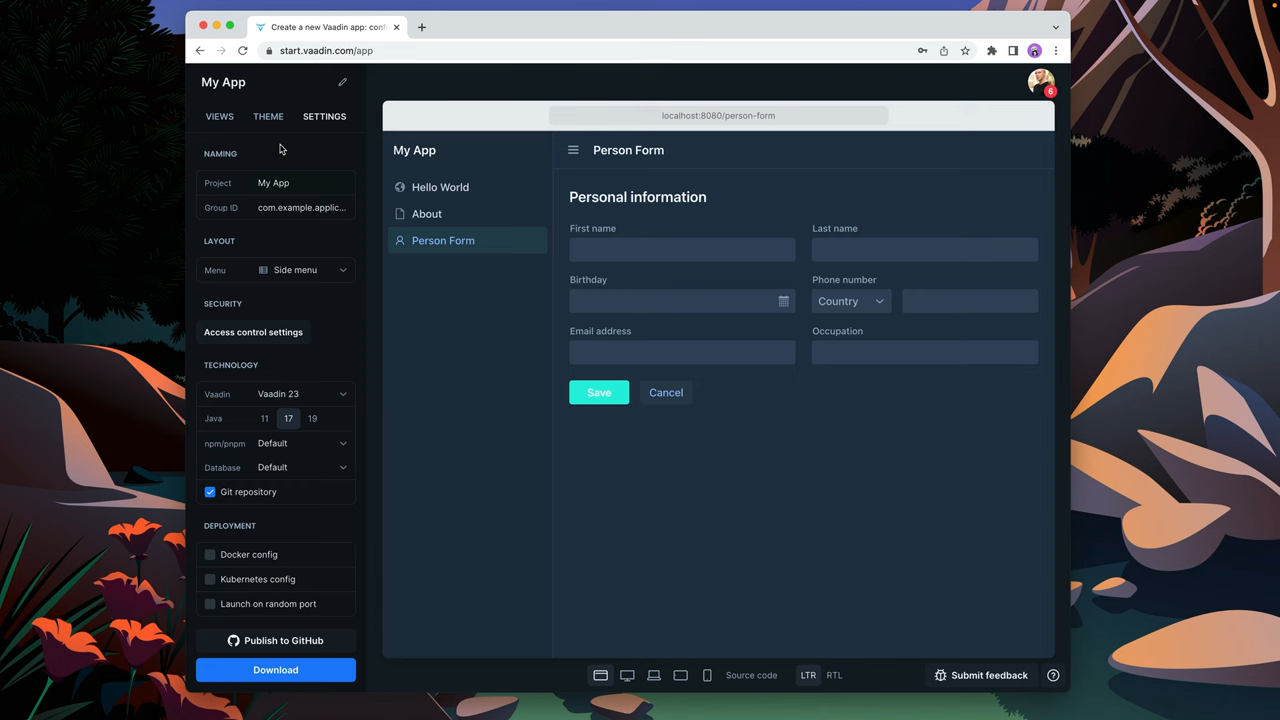 Create a new Vaadin app: conf
start.vaadin.com/app
My App
6
VIEWS THEME SETTINGS
NAMING
Project My App
Group ID com.example.applic...
LAYOUT
Menu Side menu
SECURITY
Access control settings
TECHNOLOGY
Vaadin Vaadin 23
Java 11 17 19
npm/pnpm Default
Database Default
Git repository
DEPLOYMENT
Docker config
Kubernetes config
Launch on random port
Publish to GitHub
Download
localhost:8080/person-form
My App
Hello World
About
Person Form
Person Form
Personal information
First name Last name
Birthday Phone number
Country
Email address Occupation
Save Cancel
Source code LTR RTL Submit feedback